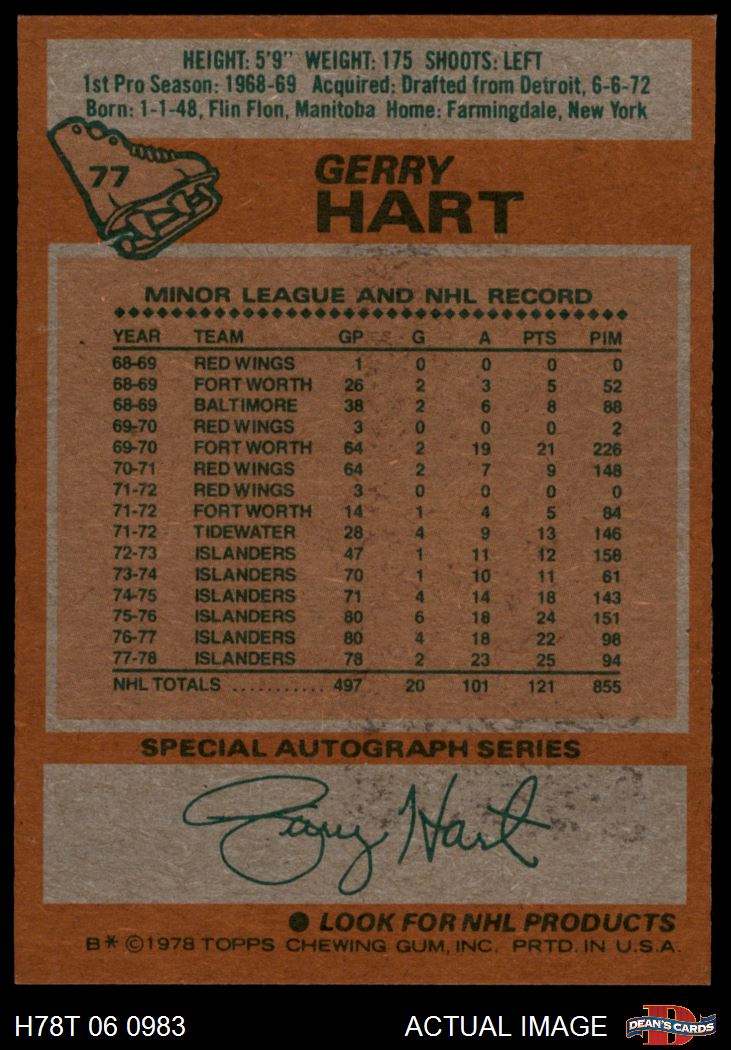 HEIGHT: 5'9" WEIGHT: 175 SHOOTS: LEFT
1st Pro Season: 1968-69 Acquired: Drafted from Detroit, 6-6-72
Born: 1-1-48, Flin Flon, Manitoba Home: Farmingdale, New York
77
GERRY
HART
MINOR LEAGUE AND NHL RECORD
YEAR TEAM GP G A PTS PIM
68-69 RED WINGS 1 0 0 0 0
68-69 FORT WORTH 26 2 3 5 52
68-69 BALTIMORE 38 2 6 8 88
69-70 RED WINGS 3 0 0 0 2
69-70 FORT WORTH 64 2 19 21 226
70-71 RED WINGS 64 2 7 9 148
71-72 RED WINGS 3 0 0 0 0
71-72 FORT WORTH 14 1 4 5 84
71-72 TIDEWATER 28 4 9 13 146
72-73 ISLANDERS 47 1 11 12 158
73-74 ISLANDERS 70 1 10 11 61
74-75 ISLANDERS 71 4 14 18 143
75-76 ISLANDERS 80 6 18 24 151
76-77 ISLANDERS 80 4 18 22 98
77-78 ISLANDERS 78 2 23 25 94
NHL TOTALS ........... 497 20 101 121 855
SPECIAL AUTOGRAPH SERIES
Gerry Hart
● LOOK FOR NHL PRODUCTS
B* ©1978 TOPPS CHEWING GUM, INC. PRTD. IN U.S.A.
H78T 06 0983 ACTUAL IMAGE D DEAN'S CARDS